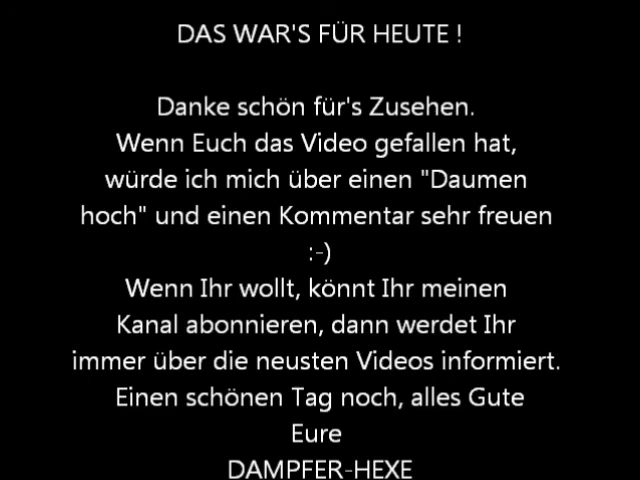 DAS WAR'S FÜR HEUTE !
Danke schön für's Zusehen.
Wenn Euch das Video gefallen hat,
würde ich mich über einen "Daumen
hoch" und einen Kommentar sehr freuen
:-)
Wenn Ihr wollt, könnt Ihr meinen
Kanal abonnieren, dann werdet Ihr
immer über die neusten Videos informiert.
Einen schönen Tag noch, alles Gute
Eure
DAMPFER-HEXE